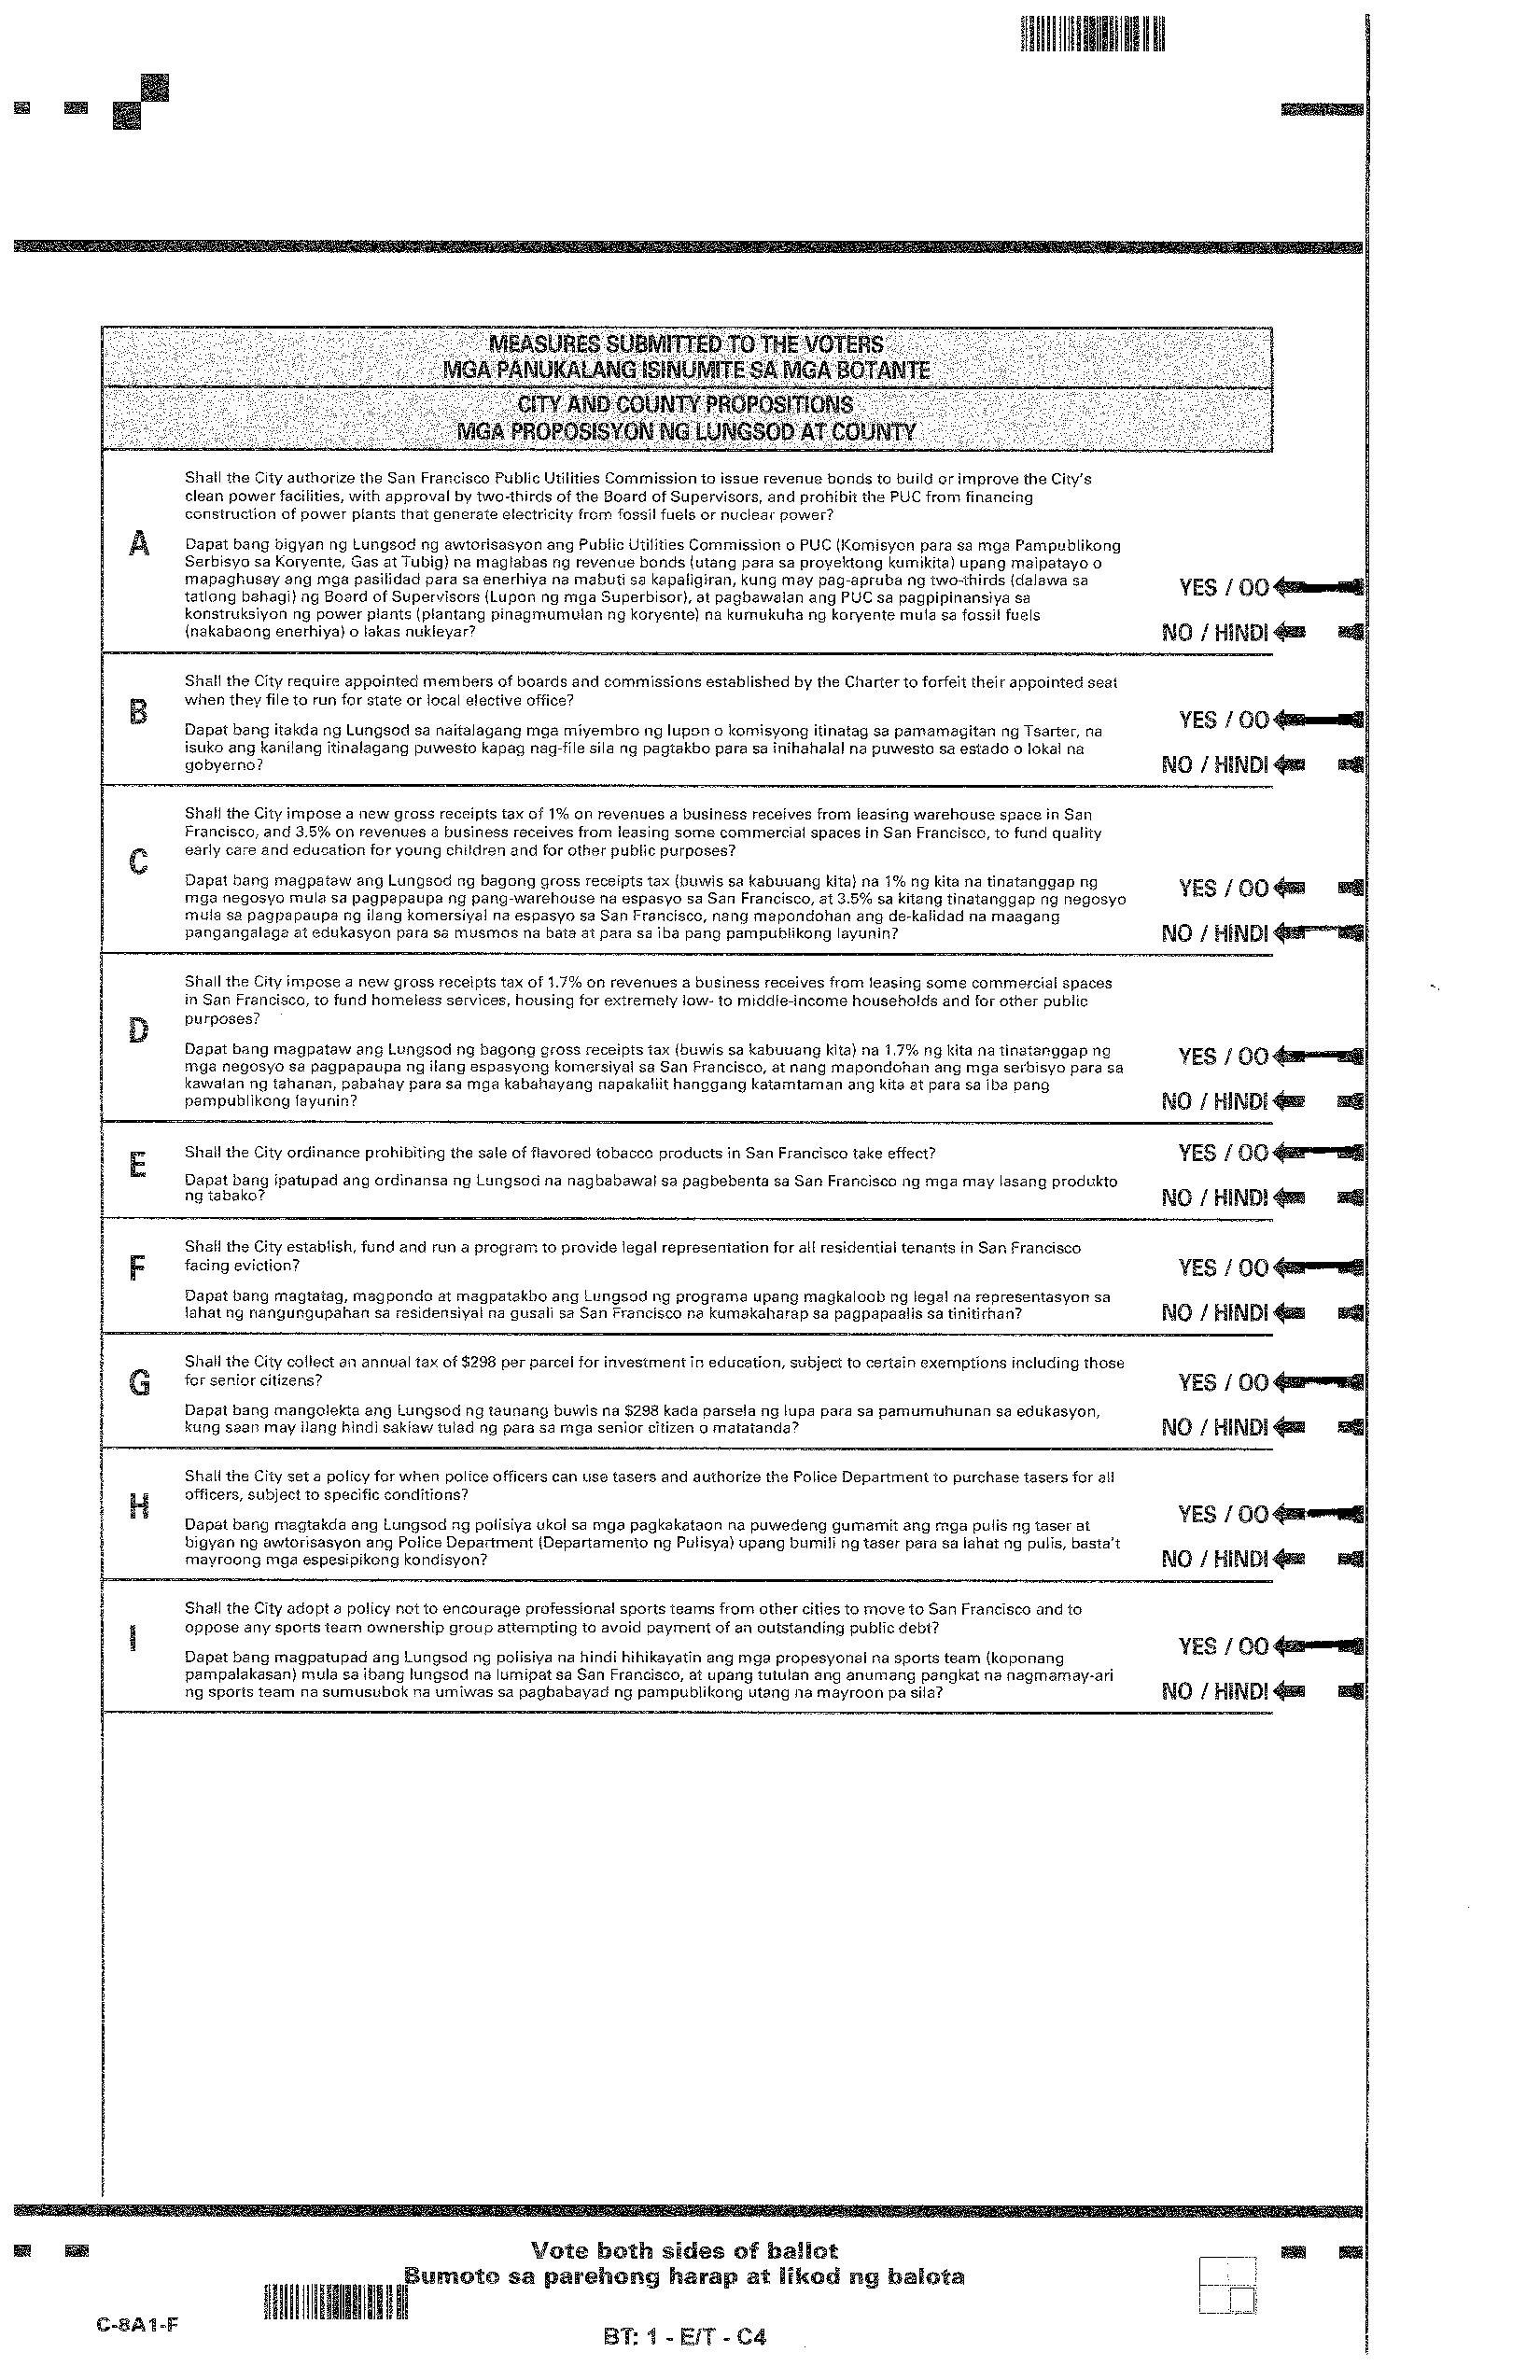 MEASURES SUBMITTED TO THE VOTERS
MGA PANUKALANG ISINUMITE SA MGA BOTANTE
CITY AND COUNTY PROPOSITIONS
MGA PROPOSISYON NG LUNGSOD AT COUNTY
A
Shall the City authorize the San Francisco Public Utilities Commission to issue revenue bonds to build or improve the City's
clean power facilities, with approval by two-thirds of the Board of Supervisors, and prohibit the PUC from financing
construction of power plants that generate electricity from fossil fuels or nuclear power?
Dapat bang bigyan ng Lungsod ng awtorisasyon ang Public Utilities Commission o PUC (Komisyon para sa mga Pampublikong
Serbisyo sa Koryente, Gas at Tubig) na maglabas ng revenue bonds (utang para sa proyektong kumikita) upang maipatayo o
mapaghusay ang mga pasilidad para sa enerhiya na mabuti sa kapaligiran, kung may pag-apruba ng two-thirds (dalawa sa
tatlong bahagi) ng Board of Supervisors (Lupon ng mga Superbisor), at pagbawalan ang PUC sa pagpipinansiya sa
konstruksiyon ng power plants (plantang pinagmumulan ng koryente) na kumukuha ng koryente mula sa fossil fuels
(nakabaong enerhiya) o lakas nukleyar?
YES / OO
NO / HINDI
B
Shall the City require appointed members of boards and commissions established by the Charter to forfeit their appointed seat
when they file to run for state or local elective office?
Dapat bang itakda ng Lungsod sa naitalagang mga miyembro ng lupon o komisyong itinatag sa pamamagitan ng Tsarter, na
isuko ang kanilang itinalagang puwesto kapag nag-file sila ng pagtakbo para sa inihahalal na puwesto sa estado o lokal na
gobyerno?
YES / OO
NO / HINDI
C
Shall the City impose a new gross receipts tax of 1% on revenues a business receives from leasing warehouse space in San
Francisco, and 3.5% on revenues a business receives from leasing some commercial spaces in San Francisco, to fund quality
early care and education for young children and for other public purposes?
Dapat bang magpataw ang Lungsod ng bagong gross receipts tax (buwis sa kabuuang kita) na 1% ng kita na tinatanggap ng
mga negosyo mula sa pagpapaupa ng pang-warehouse na espasyo sa San Francisco, at 3.5% sa kitang tinatanggap ng negosyo
mula sa pagpapaupa ng ilang komersiyal na espasyo sa San Francisco, nang mapondohan ang de-kalidad na maagang
pangangalaga at edukasyon para sa musmos na bata at para sa iba pang pampublikong layunin?
YES / OO
NO / HINDI
D
Shall the City impose a new gross receipts tax of 1.7% on revenues a business receives from leasing some commercial spaces
in San Francisco, to fund homeless services, housing for extremely low- to middle-income households and for other public
purposes?
Dapat bang magpataw ang Lungsod ng bagong gross receipts tax (buwis sa kabuuang kita) na 1.7% ng kita na tinatanggap ng
mga negosyo sa pagpapaupa ng ilang espasyong komersiyal sa San Francisco, at nang mapondohan ang mga serbisyo para sa
kawalan ng tahanan, pabahay para sa mga kabahayang napakaliit hanggang katamtaman ang kita at para sa iba pang
pampublikong layunin?
YES / OO
NO / HINDI
E
Shall the City ordinance prohibiting the sale of flavored tobacco products in San Francisco take effect?
Dapat bang ipatupad ang ordinansa ng Lungsod na nagbabawal sa pagbebenta sa San Francisco ng mga may lasang produkto
ng tabako?
YES / OO
NO / HINDI
F
Shall the City establish, fund and run a program to provide legal representation for all residential tenants in San Francisco
facing eviction?
Dapat bang magtatag, magpondo at magpatakbo ang Lungsod ng programa upang magkaloob ng legal na representasyon sa
lahat ng nangungupahan sa residensiyal na gusali sa San Francisco na kumakaharap sa pagpapaalis sa tinitirhan?
YES / OO
NO / HINDI
G
Shall the City collect an annual tax of $298 per parcel for investment in education, subject to certain exemptions including those
for senior citizens?
Dapat bang mangolekta ang Lungsod ng taunang buwis na $298 kada parsela ng lupa para sa pamumuhunan sa edukasyon,
kung saan may ilang hindi sakław tulad ng para sa mga senior citizen o matatanda?
YES / OO
NO / HINDI
H
Shall the City set a policy for when police officers can use tasers and authorize the Police Department to purchase tasers for all
officers, subject to specific conditions?
Dapat bang magtakda ang Lungsod ng polisiya ukol sa mga pagkakataon na puwedeng gumamit ang mga pulis ng taser at
bigyan ng awtorisasyon ang Police Department (Departamento ng Pulisya) upang bumili ng taser para sa lahat ng pulis, basta't
mayroong mga espesipikong kondisyon?
YES / OO
NO / HINDI
I
Shall the City adopt a policy not to encourage professional sports teams from other cities to move to San Francisco and to
oppose any sports team ownership group attempting to avoid payment of an outstanding public debt?
Dapat bang magpatupad ang Lungsod ng polisiya na hindi hihikayatin ang mga propesyonal na sports team (koponang
pampalakasan) mula sa ibang lungsod na lumipat sa San Francisco, at upang tutulan ang anumang pangkat na nagmamay-ari
ng sports team na sumusubok na umiwas sa pagbabayad ng pampublikong utang na mayroon pa sila?
YES / OO
NO / HINDI
Vote both sides of ballot
Bumoto sa parehong harap at likod ng balota
C-8A1-F
BT: 1 - E/T - C4